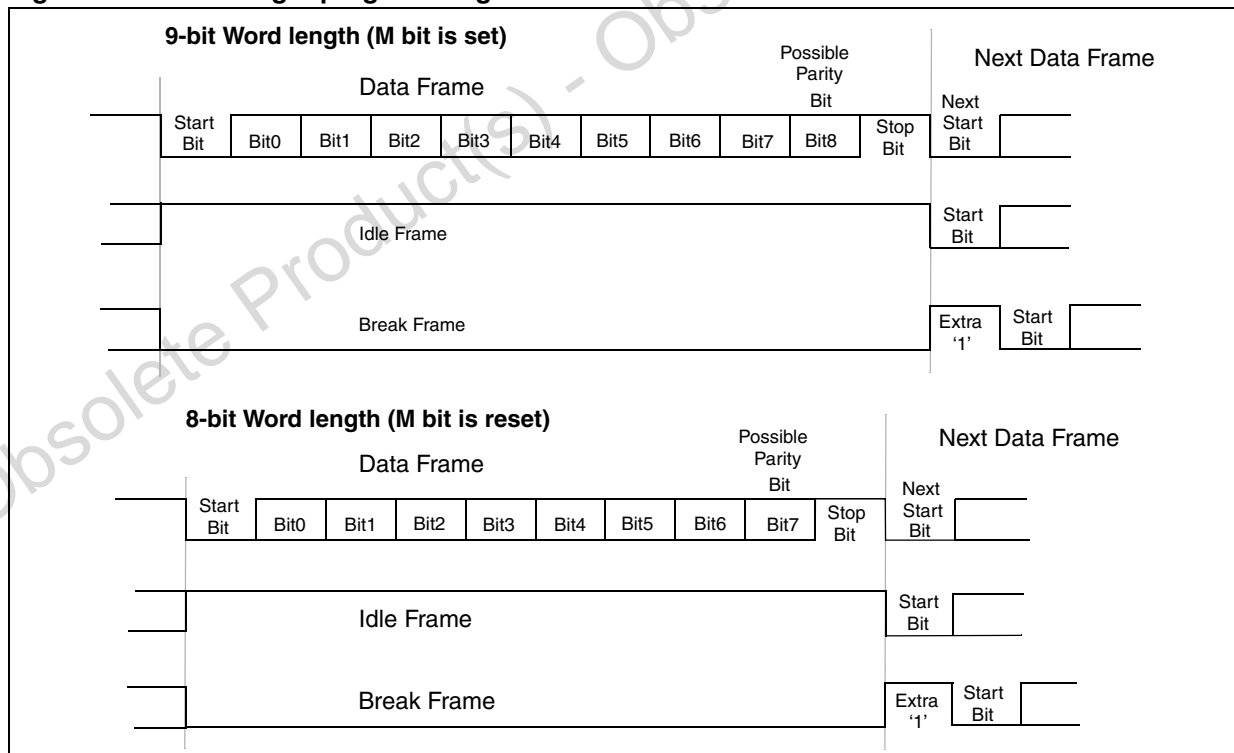 9-bit Word length (M bit is set)
Possible
Parity
Bit
Next Data Frame
Data Frame
Start
Bit
Bit0
Bit1
Bit2
Bit3
Bit4
Bit5
Bit6
Bit7
Bit8
Stop
Bit
Next
Start
Bit
Idle Frame
Start
Bit
Break Frame
Extra
‘1’
Start
Bit
8-bit Word length (M bit is reset)
Possible
Parity
Bit
Next Data Frame
Data Frame
Start
Bit
Bit0
Bit1
Bit2
Bit3
Bit4
Bit5
Bit6
Bit7
Stop
Bit
Next
Start
Bit
Idle Frame
Start
Bit
Break Frame
Extra
‘1’
Start
Bit
Obsolete Product(s) - Obs